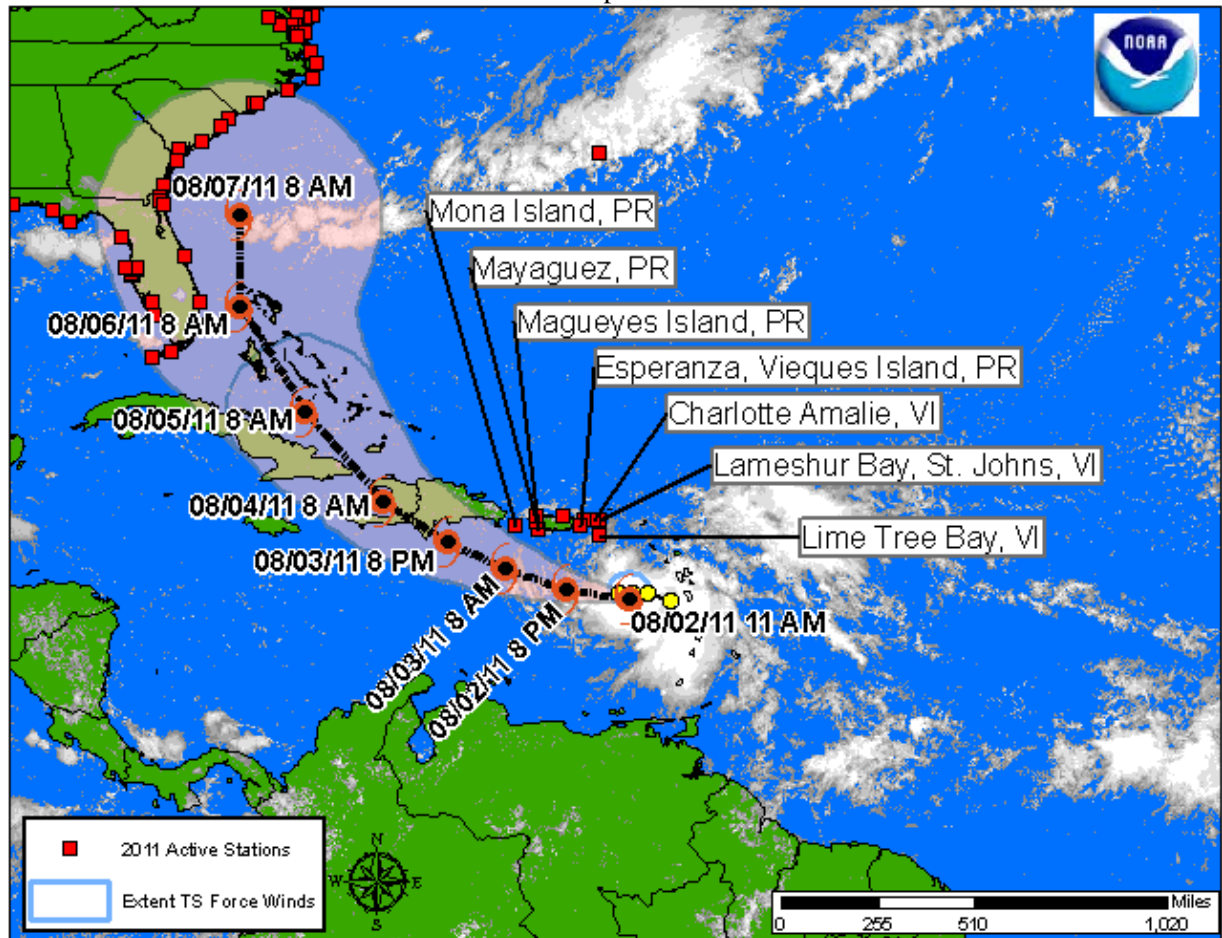 NOAA
08/07/11 8 AM
Mona Island, PR
Mayaguez, PR
Magueyes Island, PR
08/06/11 8 AM
Esperanza, Vieques Island, PR
Charlotte Amalie, VI
08/05/11 8 AM
Lameshur Bay, St. Johns, VI
08/04/11 8 AM
Lime Tree Bay, VI
08/03/11 8 PM
08/03/11 8 AM
08/02/11 8 PM
08/02/11 11 AM
2011 Active Stations
Extent TS Force Winds
N
W E
S
Miles
0 255 510 1,020